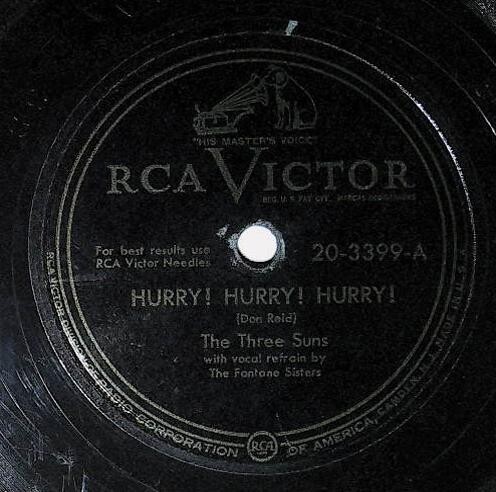 "HIS MASTER'S VOICE"
RCA VICTOR
REG. U. S. PAT. OFF. MARCAS REGISTRADAS
For best results use
RCA Victor Needles
20-3399-A
HURRY! HURRY! HURRY!
(Don Reid)
The Three Suns
with vocal refrain by
The Fontane Sisters
RCA VICTOR DIVISION OF RADIO CORPORATION OF AMERICA, CAMDEN, N. J. MADE IN U. S. A.
RCA